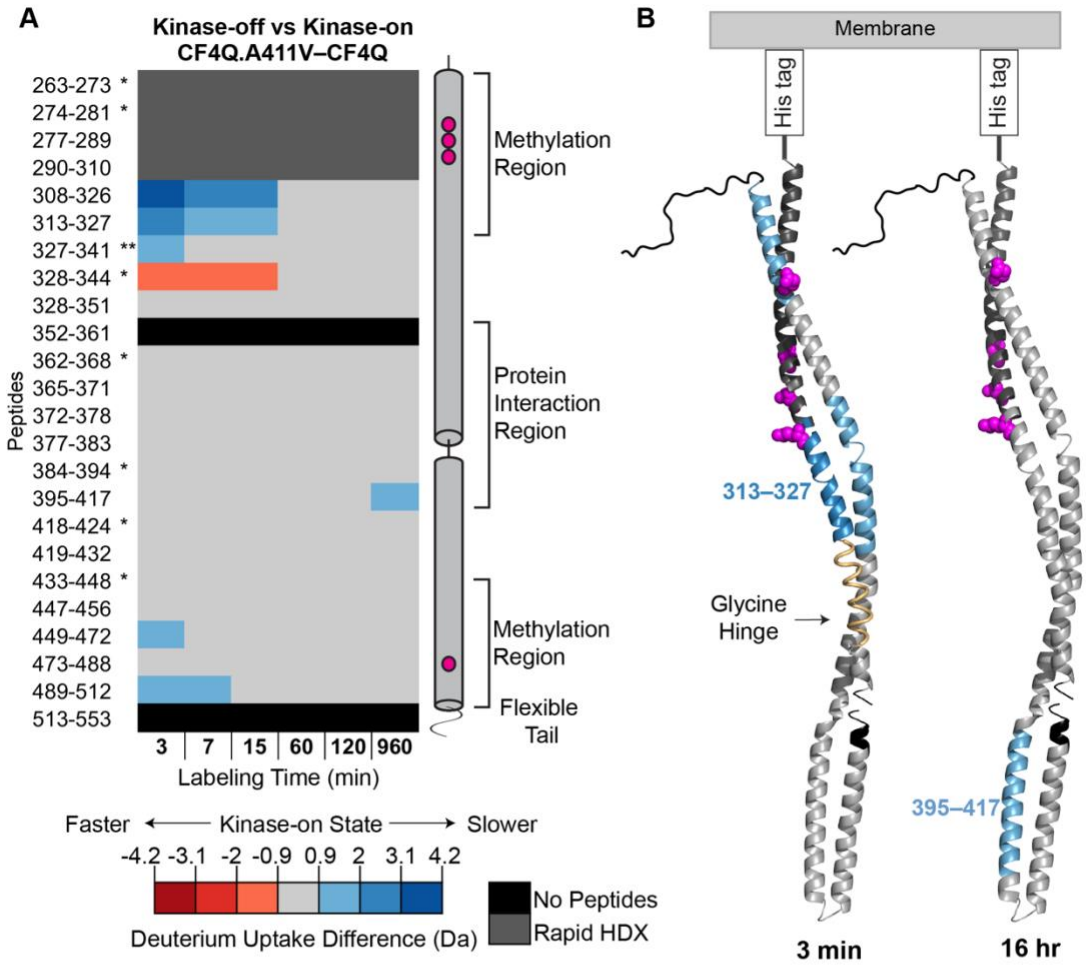 A
Kinase-off vs Kinase-on
CF4Q.A411V–CF4Q
Peptides
263-273 *
274-281 *
277-289
290-310
308-326
313-327
327-341 **
328-344 *
328-351
352-361
362-368 *
365-371
372-378
377-383
384-394 *
395-417
418-424 *
419-432
433-448 *
447-456
449-472
473-488
489-512
513-553
3 7 15 60 120 960
Labeling Time (min)
Methylation
Region
Protein
Interaction
Region
Methylation
Region
Flexible
Tail
Faster Kinase-on State Slower
-4.2 -3.1 -2 -0.9 0.9 2 3.1 4.2
Deuterium Uptake Difference (Da)
No Peptides
Rapid HDX
B
Membrane
His tag
His tag
313–327
Glycine
Hinge
395–417
3 min
16 hr